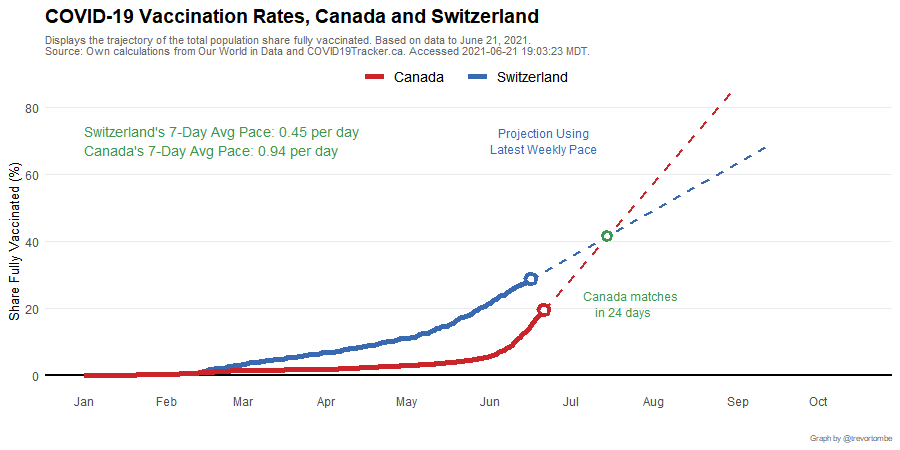 COVID-19 Vaccination Rates, Canada and Switzerland
Displays the trajectory of the total population share fully vaccinated. Based on data to June 21, 2021.
Source: Own calculations from Our World in Data and COVID19Tracker.ca. Accessed 2021-06-21 19:03:23 MDT.
Canada Switzerland
80
Switzerland's 7-Day Avg Pace: 0.45 per day
Canada's 7-Day Avg Pace: 0.94 per day
Projection Using
Latest Weekly Pace
60
Share Fully Vaccinated (%)
40
Canada matches
in 24 days
20
0
Jan Feb Mar Apr May Jun Jul Aug Sep Oct
Graph by @trevortombe